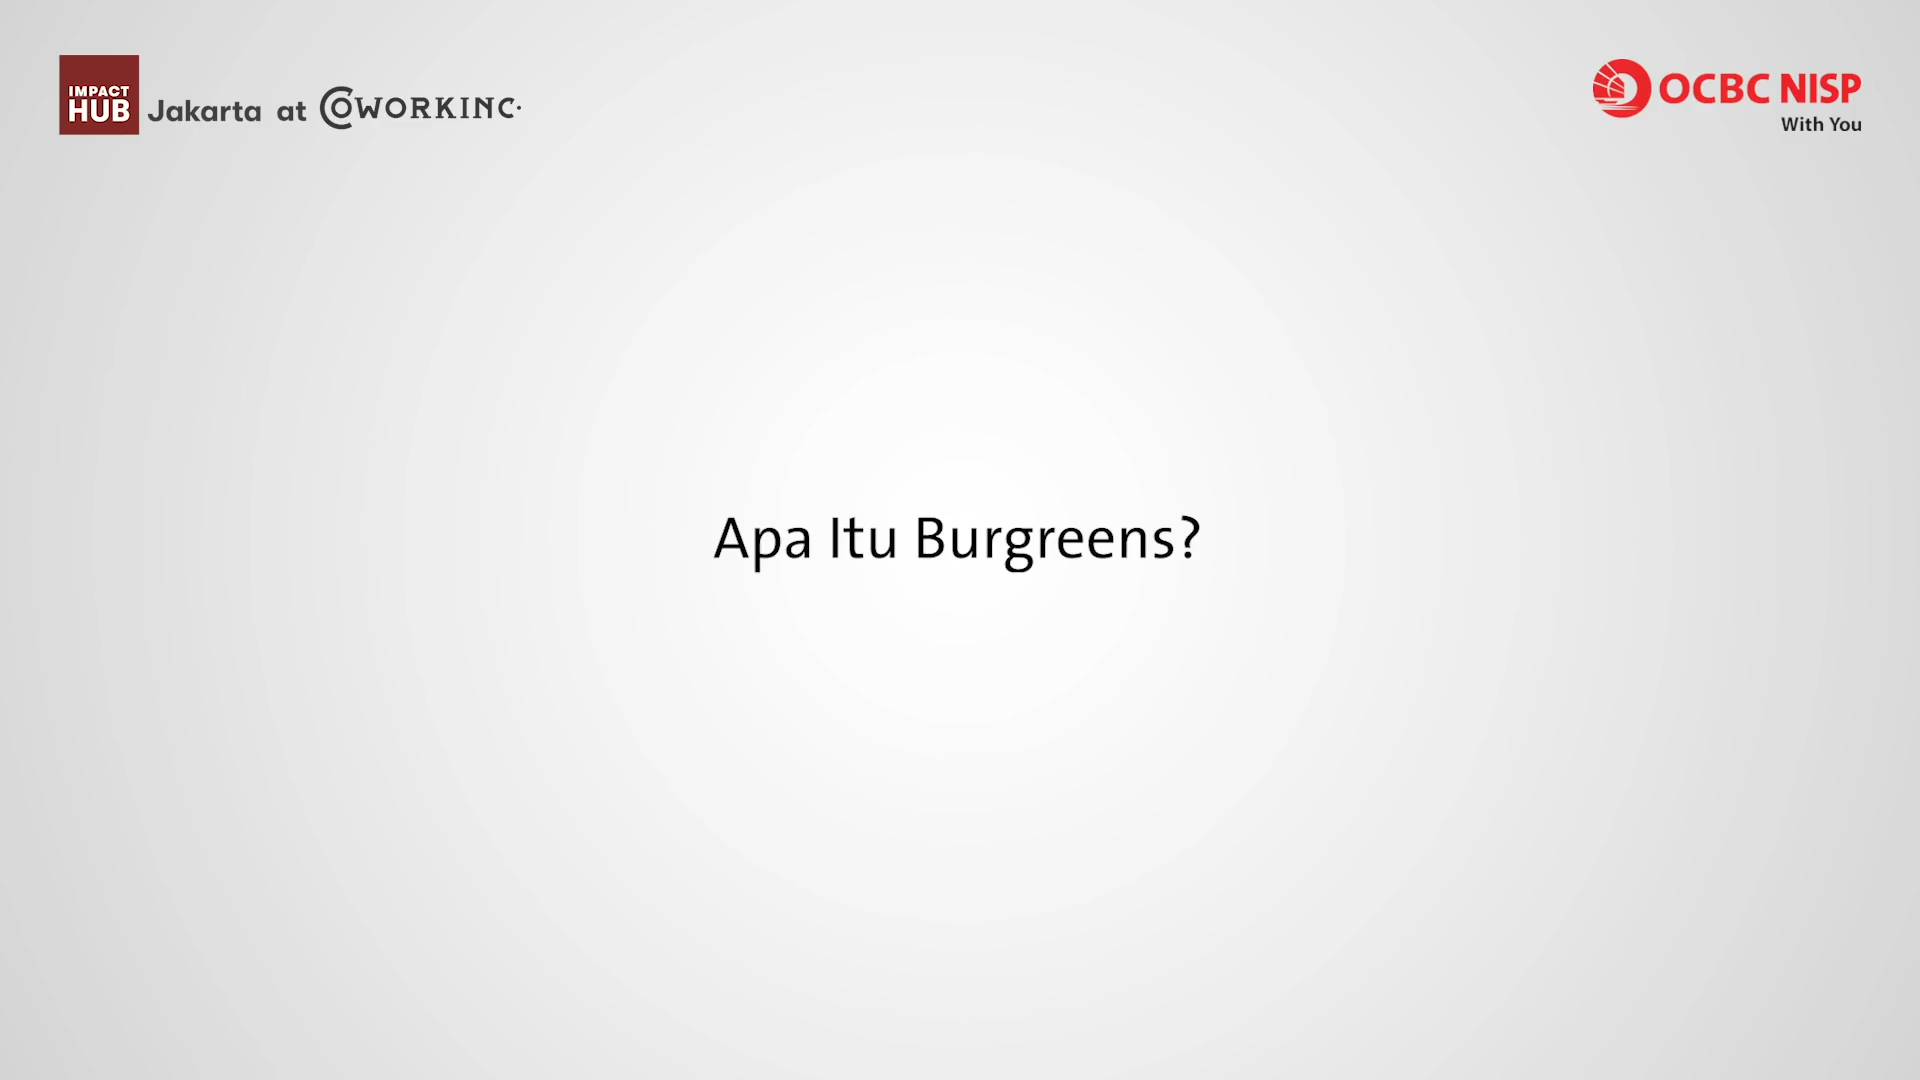 IMPACT
HUB
Jakarta at COWORKINC.
OCBC NISP
With You
Apa Itu Burgreens?